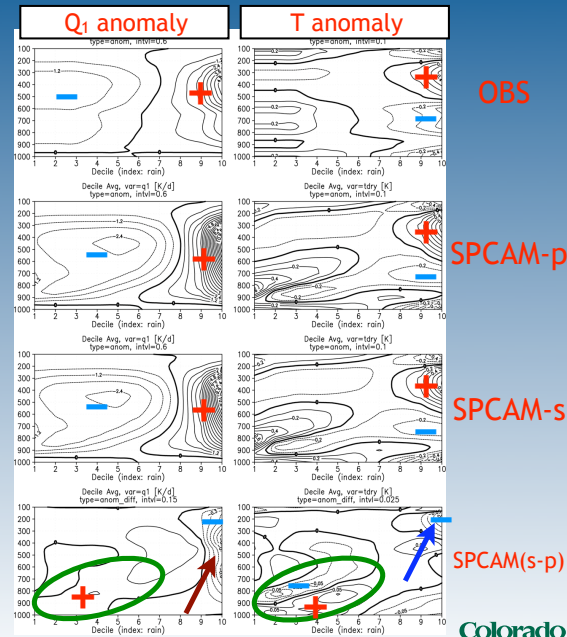 Q₁ anomaly
T anomaly
type=anom, intvl=0.6
type=anom, intvl=0.1
OBS
Decile (index: rain)
Decile (index: rain)
Decile Avg, var=q1 [K/d]
type=anom, intvl=0.6
Decile Avg, var=tdry [K]
type=anom, intvl=0.1
SPCAM-p
Decile (index: rain)
Decile (index: rain)
Decile Avg, var=q1 [K/d]
type=anom, intvl=0.6
Decile Avg, var=tdry [K]
type=anom, intvl=0.1
SPCAM-s
Decile (index: rain)
Decile (index: rain)
Decile Avg, var=q1 [K/d]
type=anom_diff, intvl=0.15
Decile Avg, var=tdry [K]
type=anom_diff, intvl=0.025
SPCAM(s-p)
Decile (index: rain)
Decile (index: rain)
Colorado